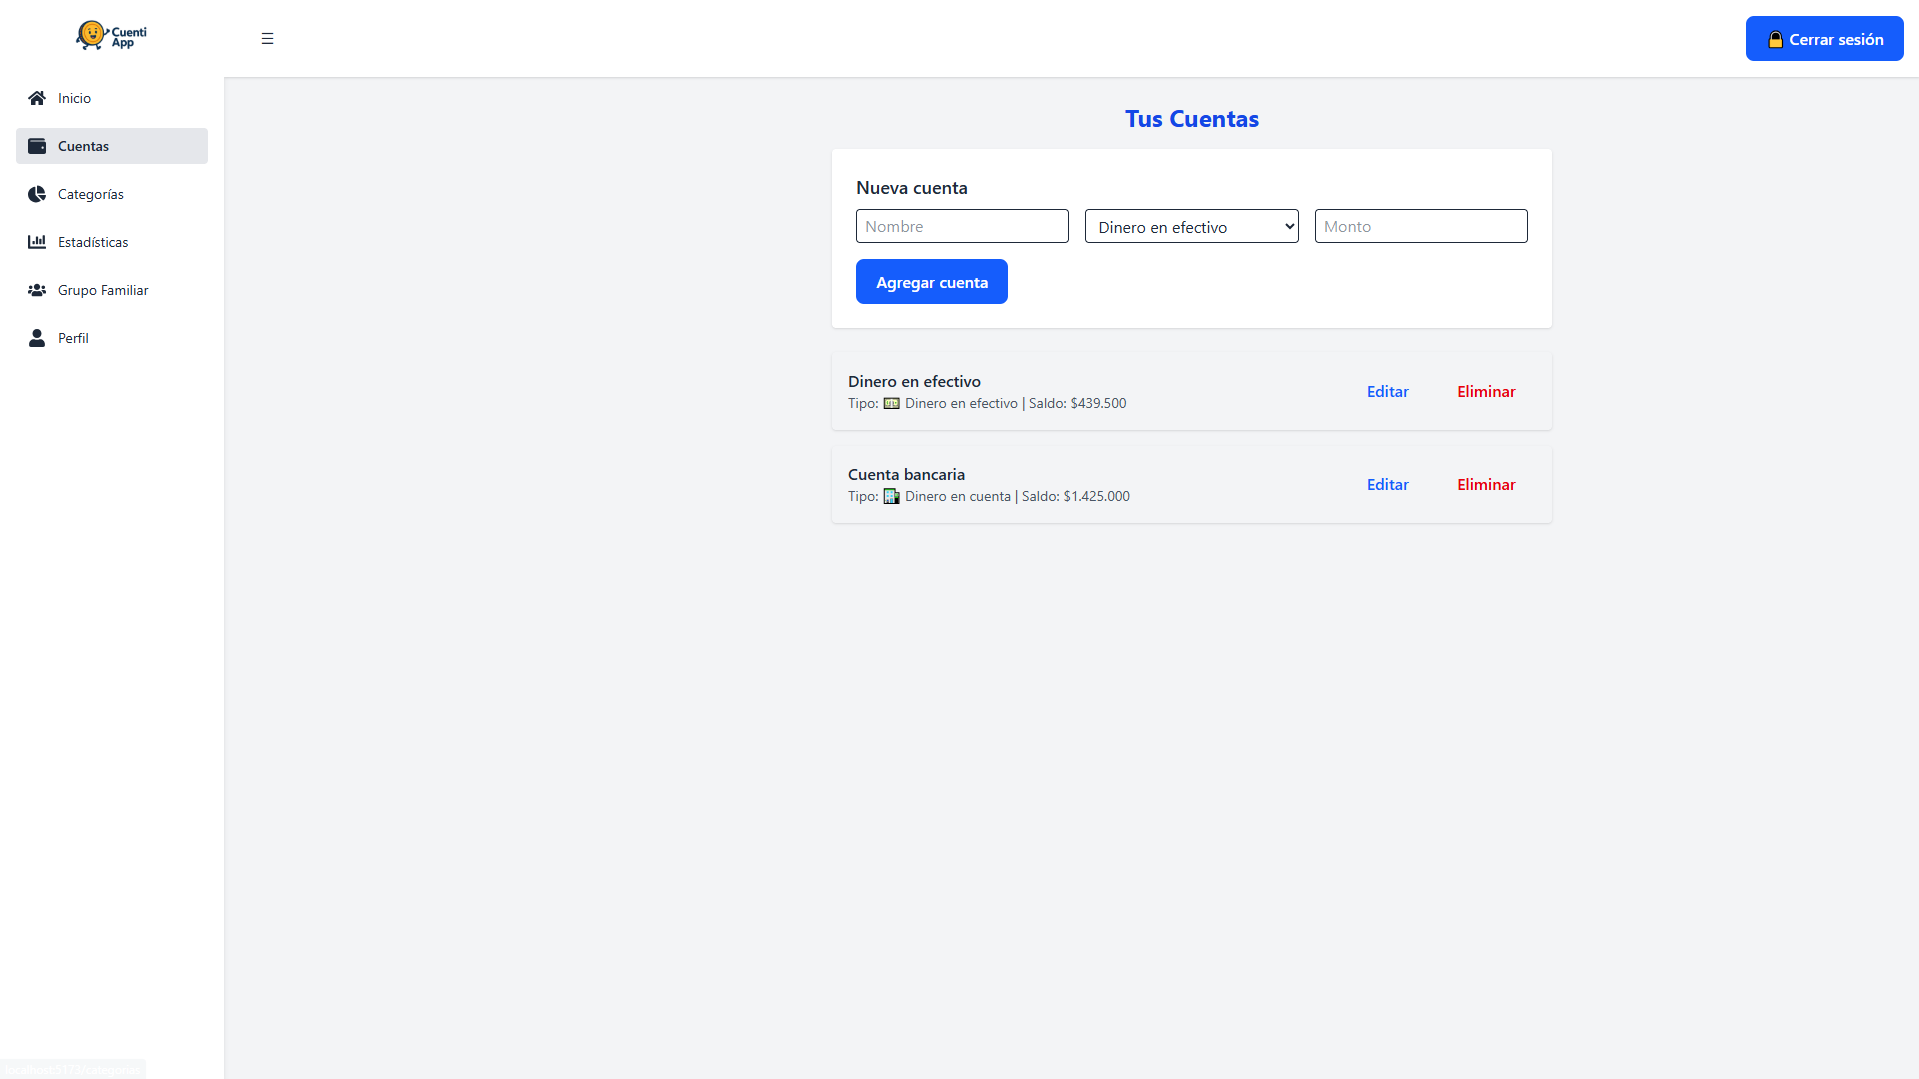 Cuenti
App
☰
🔒 Cerrar sesión
Inicio
Cuentas
Categorías
Estadísticas
Grupo Familiar
Perfil
Tus Cuentas
Nueva cuenta
Nombre
Dinero en efectivo
Monto
Agregar cuenta
Dinero en efectivo
Tipo: 💵 Dinero en efectivo | Saldo: $439.500
Editar
Eliminar
Cuenta bancaria
Tipo: 🏦 Dinero en cuenta | Saldo: $1.425.000
Editar
Eliminar